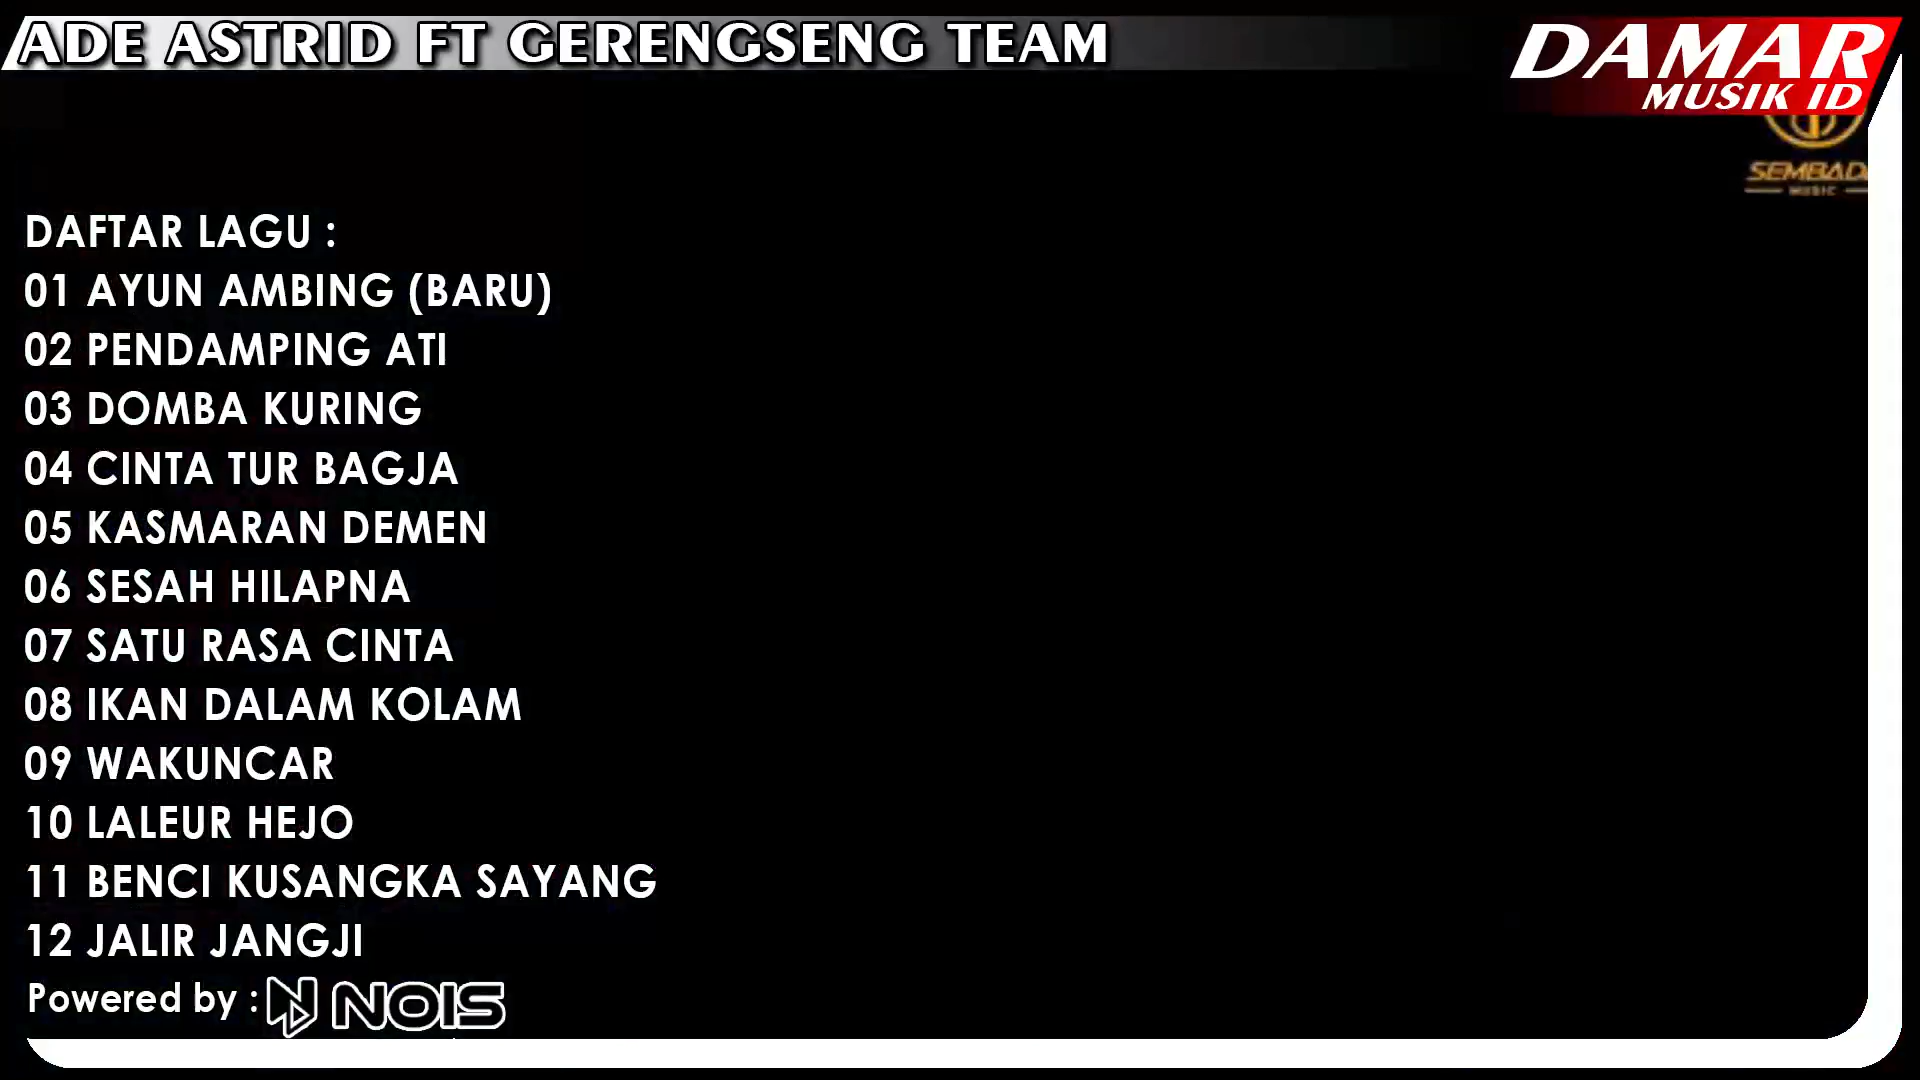 ADE ASTRID FT GERENGSENG TEAM
DAMAR
MUSIK ID
SEMBADA
MUSIC
DAFTAR LAGU :
01 AYUN AMBING (BARU)
02 PENDAMPING ATI
03 DOMBA KURING
04 CINTA TUR BAGJA
05 KASMARAN DEMEN
06 SESAH HILAPNA
07 SATU RASA CINTA
08 IKAN DALAM KOLAM
09 WAKUNCAR
10 LALEUR HEJO
11 BENCI KUSANGKA SAYANG
12 JALIR JANGJI
Powered by : NOIS